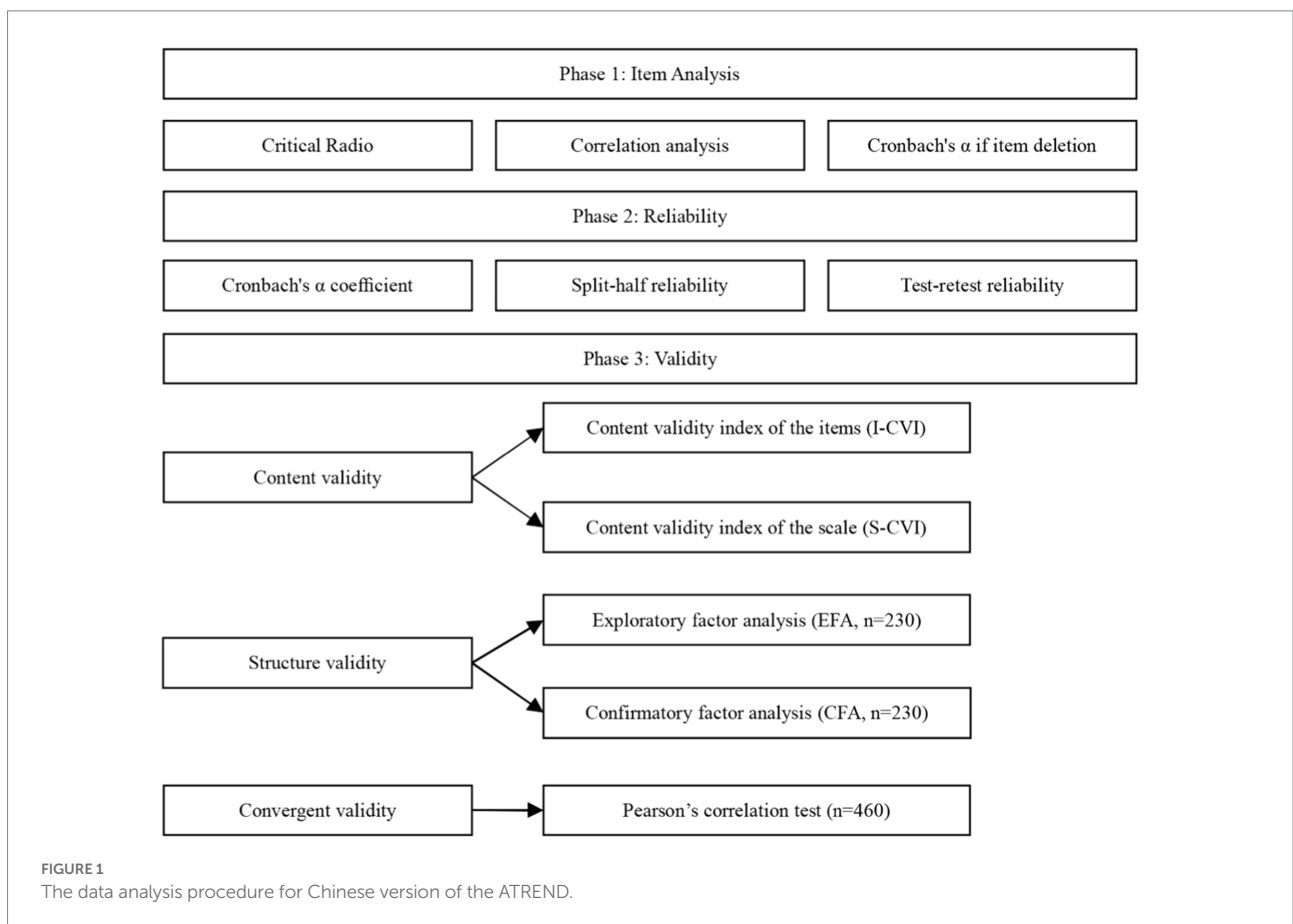 Phase 1: Item Analysis
Critical Radio
Correlation analysis
Cronbach's α if item deletion
Phase 2: Reliability
Cronbach's α coefficient
Split-half reliability
Test-retest reliability
Phase 3: Validity
Content validity
Content validity index of the items (I-CVI)
Content validity index of the scale (S-CVI)
Structure validity
Exploratory factor analysis (EFA, n=230)
Confirmatory factor analysis (CFA, n=230)
Convergent validity
Pearson’s correlation test (n=460)
FIGURE 1
The data analysis procedure for Chinese version of the ATREND.